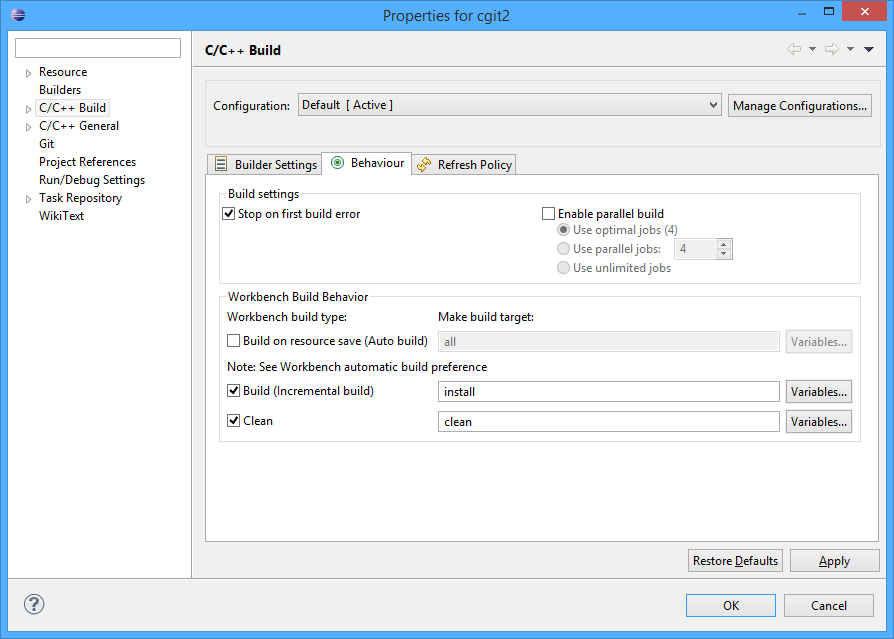 Properties for cgit2
Resource
Builders
C/C++ Build
C/C++ General
Git
Project References
Run/Debug Settings
Task Repository
WikiText
C/C++ Build
Configuration: Default [ Active ] Manage Configurations...
Builder Settings Behaviour Refresh Policy
Build settings
Stop on first build error Enable parallel build
Use optimal jobs (4)
Use parallel jobs: 4
Use unlimited jobs
Workbench Build Behavior
Workbench build type: Make build target:
Build on resource save (Auto build) all Variables...
Note: See Workbench automatic build preference
Build (Incremental build) install Variables...
Clean clean Variables...
Restore Defaults Apply
? OK Cancel